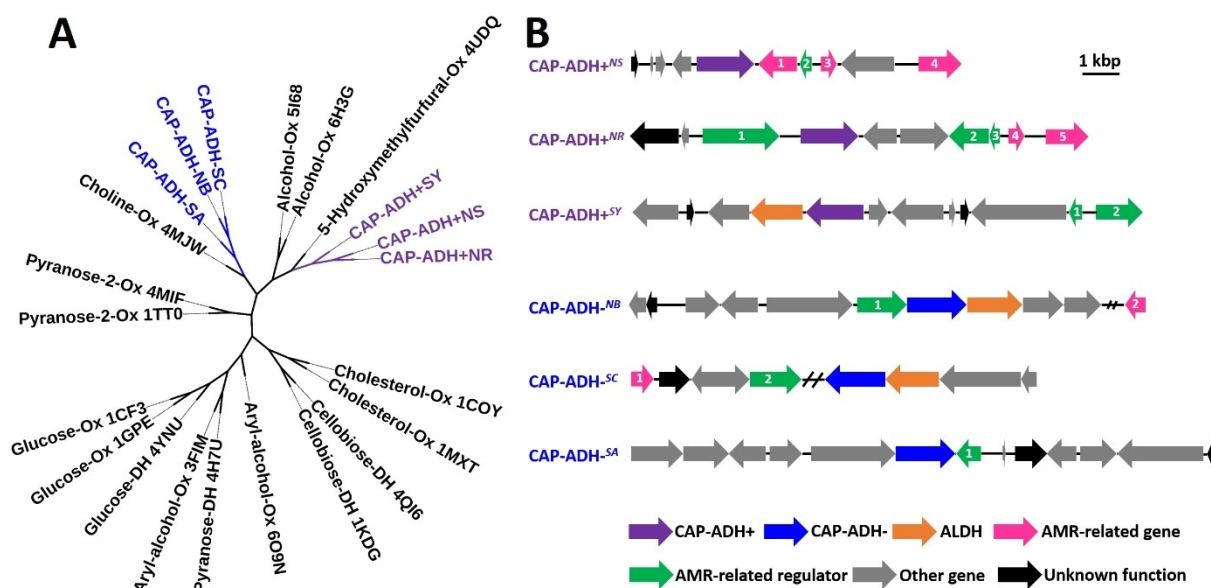 A
CAP-ADH-SC
CAP-ADH-NB
CAP-ADH-SA
Choline-Ox 4MJW
Pyranose-2-Ox 4MIF
Pyranose-2-Ox 1TT0
Glucose-Ox 1CF3
Glucose-Ox 1GPE
Glucose-DH 4YNU
Aryl-alcohol-Ox 3FIM
Pyranose-DH 4H7U
Aryl-alcohol-Ox 6O9N
Cellobiose-DH 1KDG
Cellobiose-DH 4QI6
Cholesterol-Ox 1MXT
Cholesterol-Ox 1COY
CAP-ADH+NR
CAP-ADH+NS
CAP-ADH+SY
5-Hydroxymethylfurfural-Ox 4UDQ
Alcohol-Ox 6H3G
Alcohol-Ox 5I68
B
1 kbp
CAP-ADH+NS 1 2 3 4
CAP-ADH+NR 1 2 3 4 5
CAP-ADH+SY 1 2
CAP-ADH-NB 1 2
CAP-ADH-SC 1 2
CAP-ADH-SA 1
CAP-ADH+ CAP-ADH- ALDH AMR-related gene
AMR-related regulator Other gene Unknown function